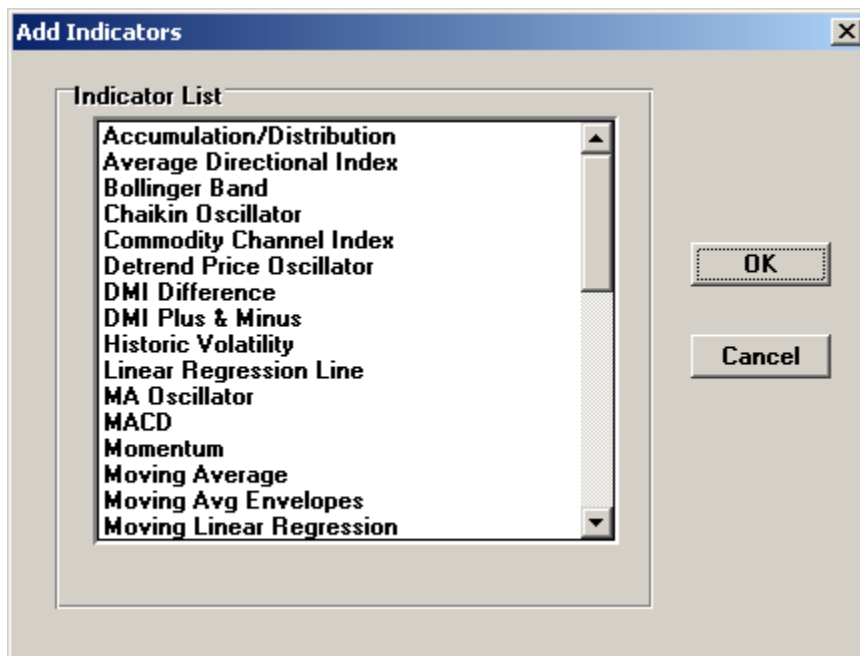 Add Indicators
Indicator List
Accumulation/Distribution
Average Directional Index
Bollinger Band
Chaikin Oscillator
Commodity Channel Index
Detrend Price Oscillator
DMI Difference
DMI Plus & Minus
Historic Volatility
Linear Regression Line
MA Oscillator
MACD
Momentum
Moving Average
Moving Avg Envelopes
Moving Linear Regression
OK
Cancel